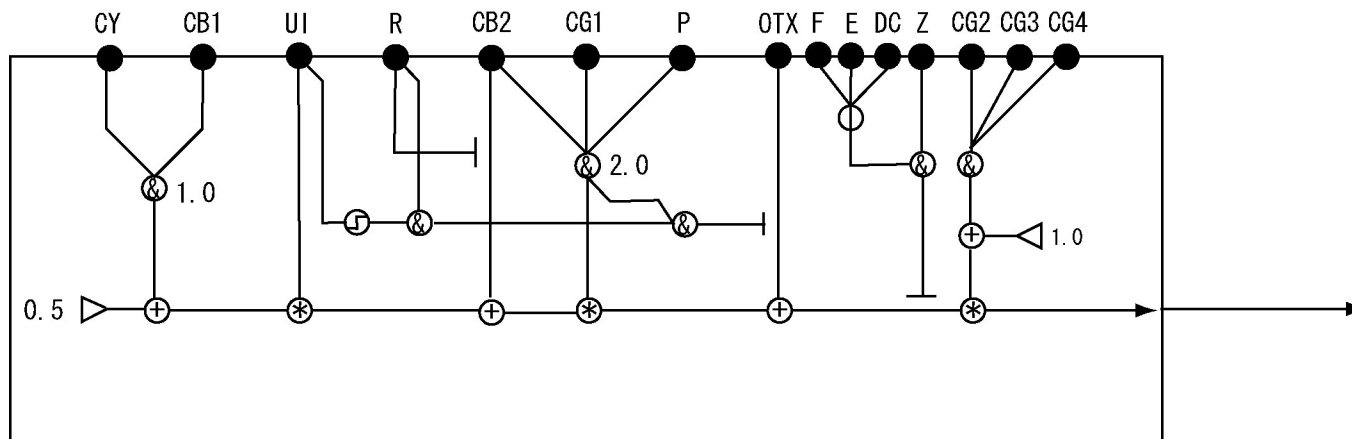 CY CB1 UI R CB2 CG1 P OTX F E DC Z CG2 CG3 CG4
& 2.0 & &
& 1.0
& &
+ 1.0
0.5 + * + * + *